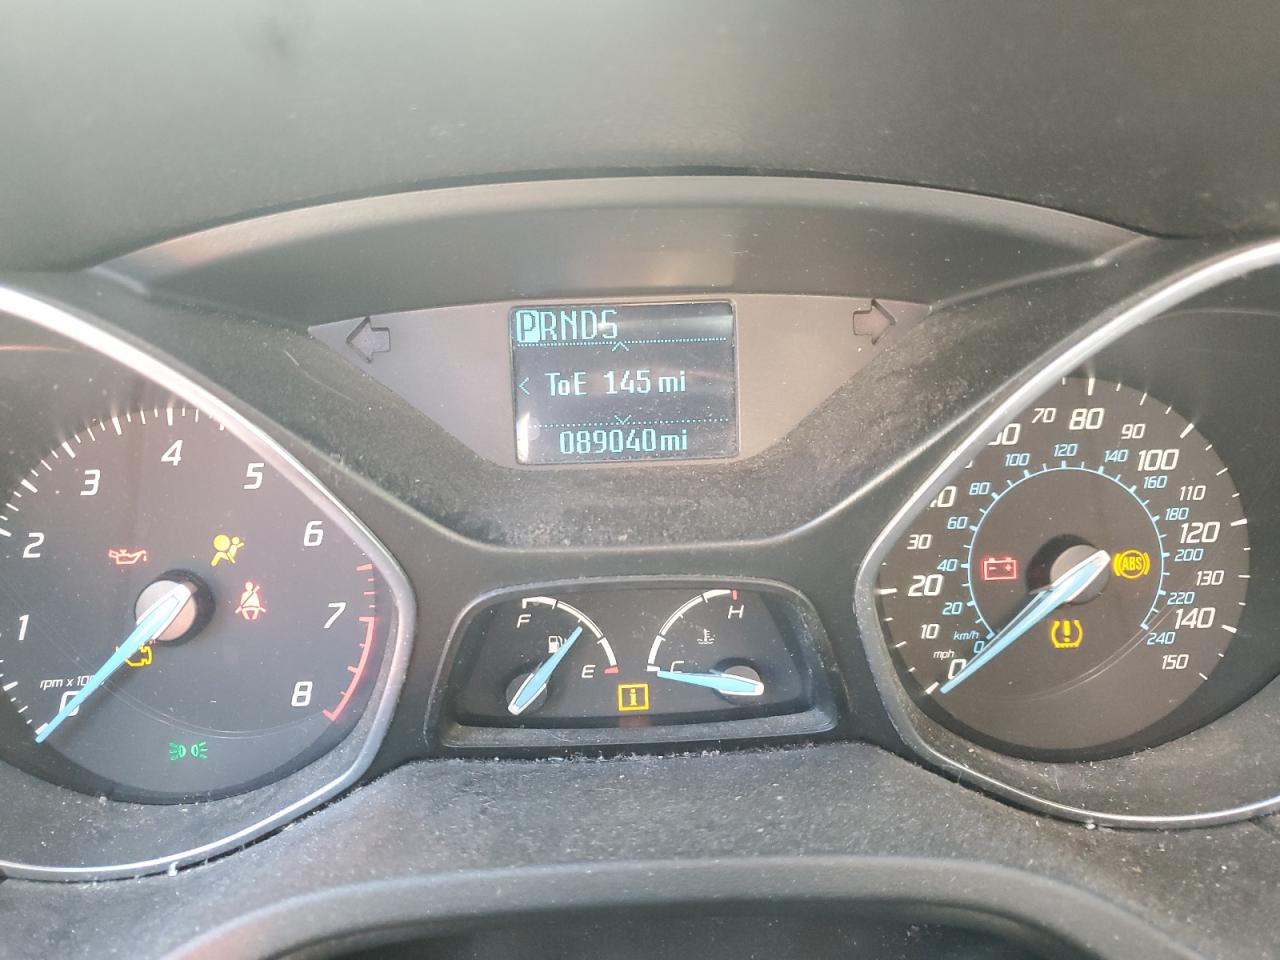 PRNDS
ToE 145 mi
089040mi
1 2 3 4 5 6 7 8
0
F
E
C
H
i
0 10 20 30 70 80 90 100 110 120 130 140 150
mph
km/h
0 20 40 60 80 100 120 140 160 180 200 220 240
ABS